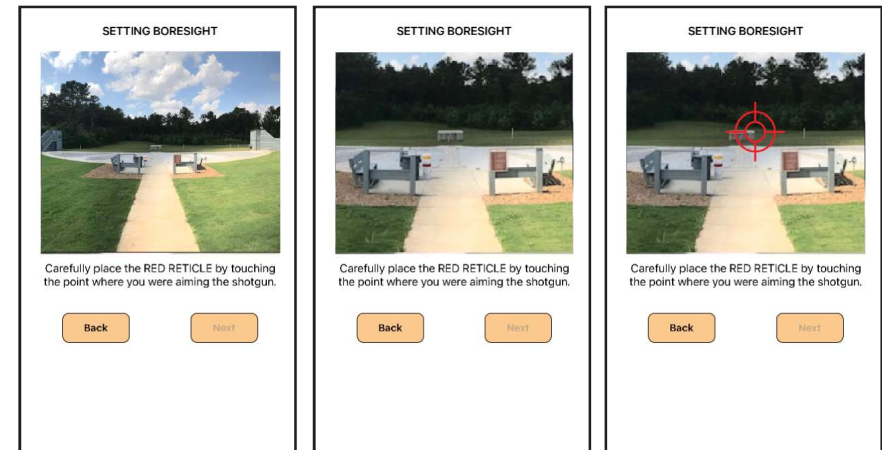 SETTING BORESIGHT
Carefully place the RED RETICLE by touching
the point where you were aiming the shotgun.
Back
Next
SETTING BORESIGHT
Carefully place the RED RETICLE by touching
the point where you were aiming the shotgun.
Back
Next
SETTING BORESIGHT
Carefully place the RED RETICLE by touching
the point where you were aiming the shotgun.
Back
Next